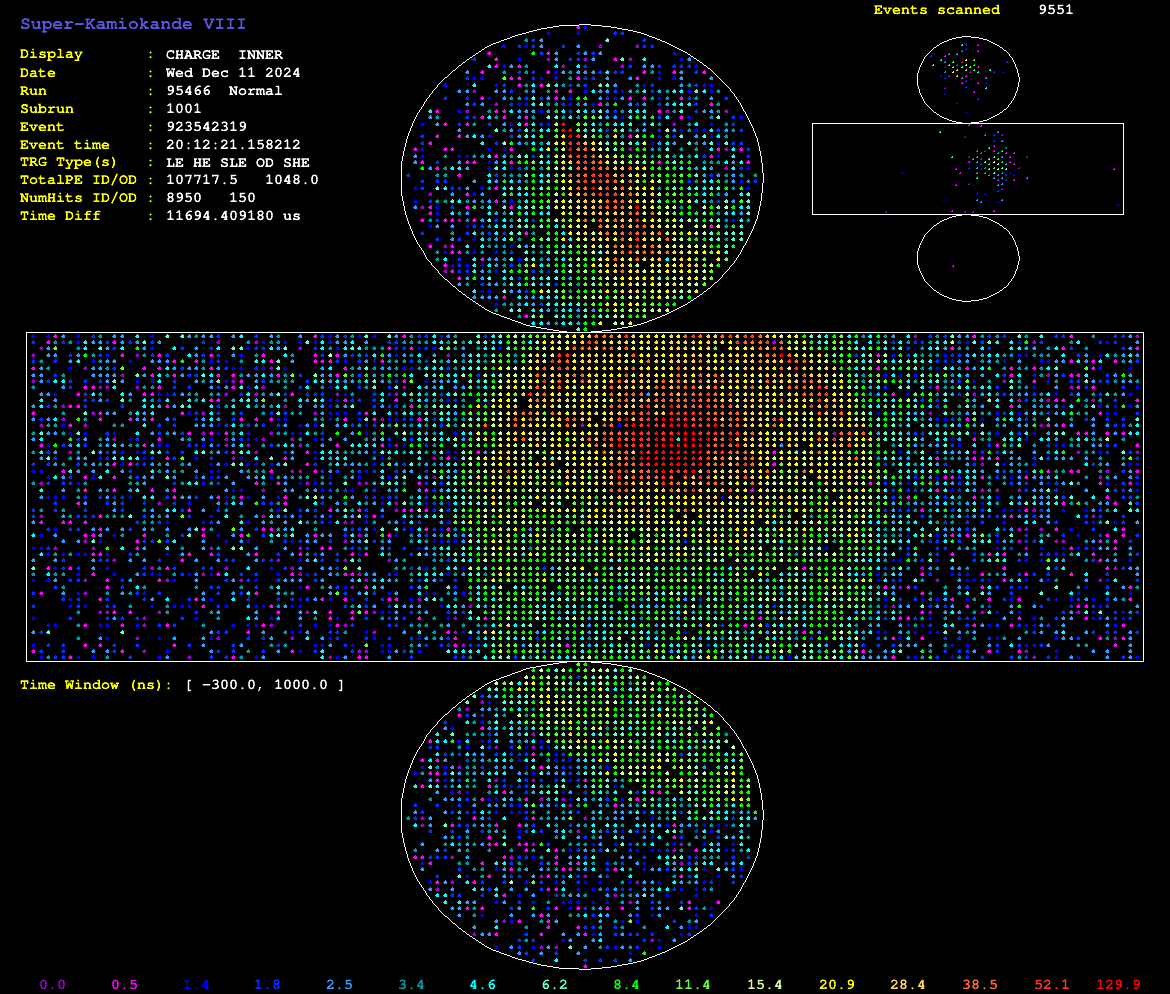 Super-Kamiokande VIII
Events scanned 9551
Display : CHARGE INNER
Date : Wed Dec 11 2024
Run : 95466 Normal
Subrun : 1001
Event : 923542319
Event time : 20:12:21.158212
TRG Type(s) : LE HE SLE OD SHE
TotalPE ID/OD : 107717.5 1048.0
NumHits ID/OD : 8950 150
Time Diff : 11694.409180 us
Time Window (ns): [ −300.0, 1000.0 ]
0.0 0.5 1.4 1.8 2.5 3.4 4.6 6.2 8.4 11.4 15.4 20.9 28.4 38.5 52.1 129.9